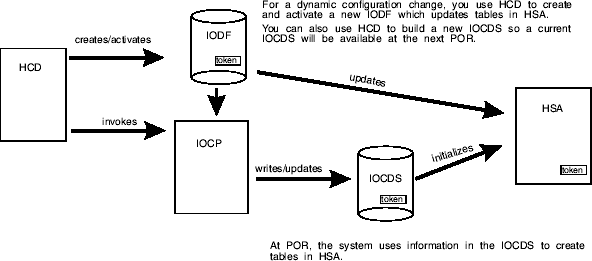 For a dynamic configuration change, you use HCD to create
and activate a new IODF which updates tables in HSA.
You can also use HCD to build a new IOCDS so a current
IOCDS will be available at the next POR.
HCD
creates/activates
IODF
token
updates
HSA
token
invokes
IOCP
writes/updates
IOCDS
token
initializes
At POR, the system uses information in the IOCDS to create
tables in HSA.